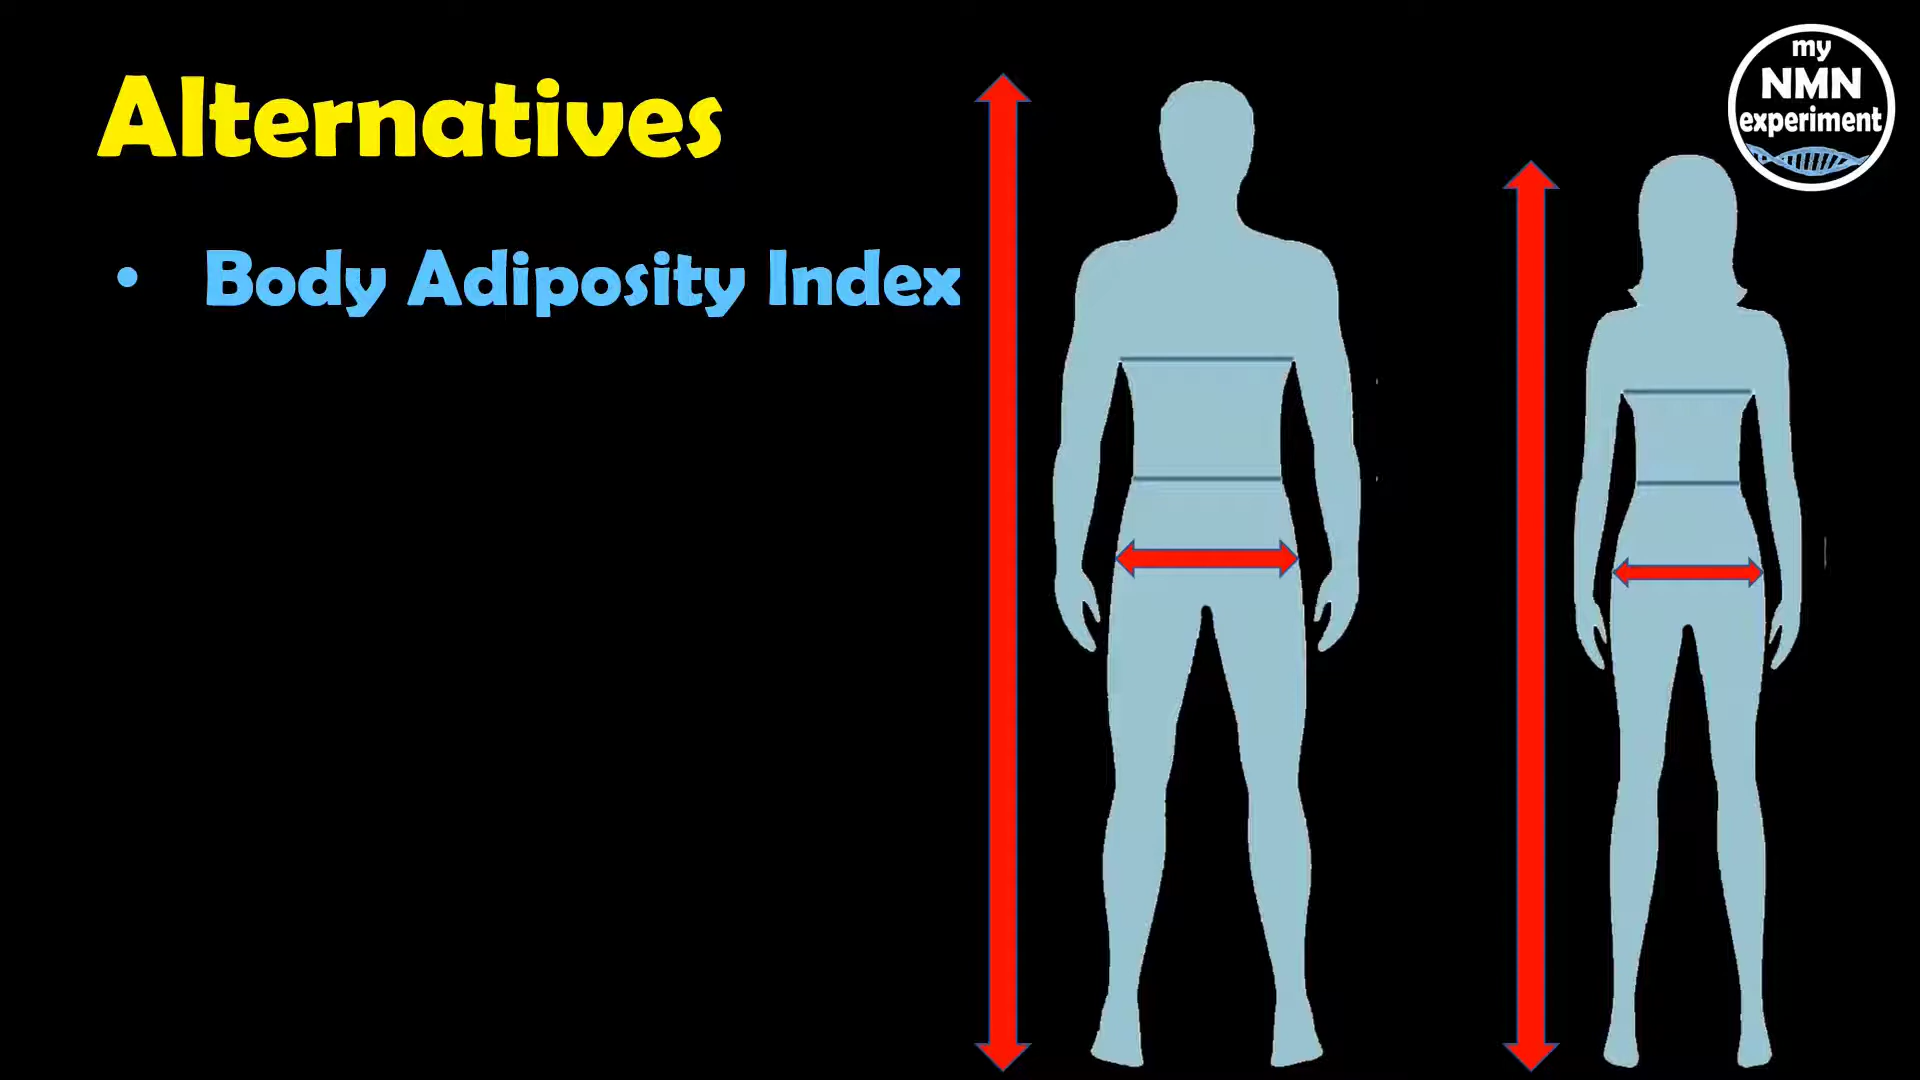 Alternatives
• Body Adiposity Index
my
NMN
experiment